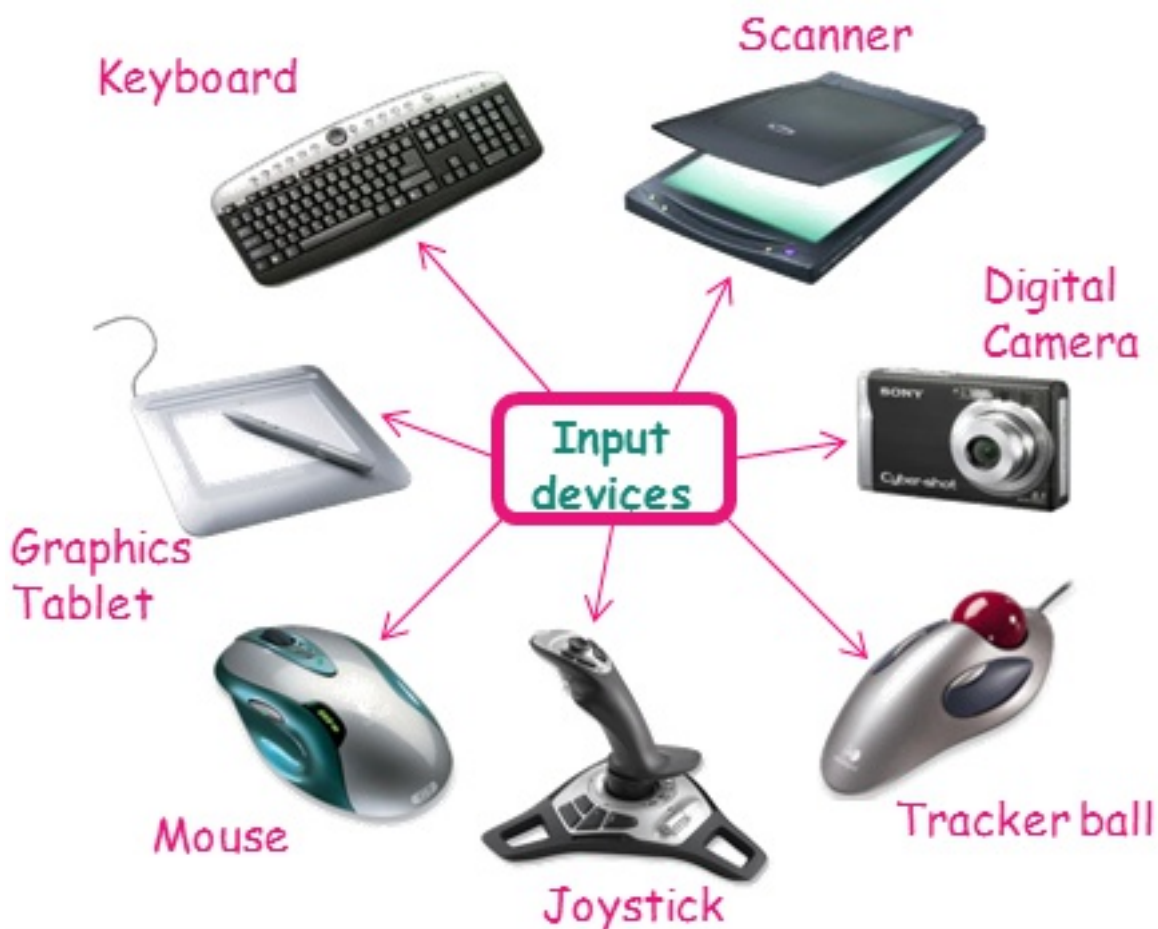 Scanner
Keyboard
Digital
Camera
SONY
Cyber-shot
Input
devices
Graphics
Tablet
Mouse
Tracker ball
Joystick